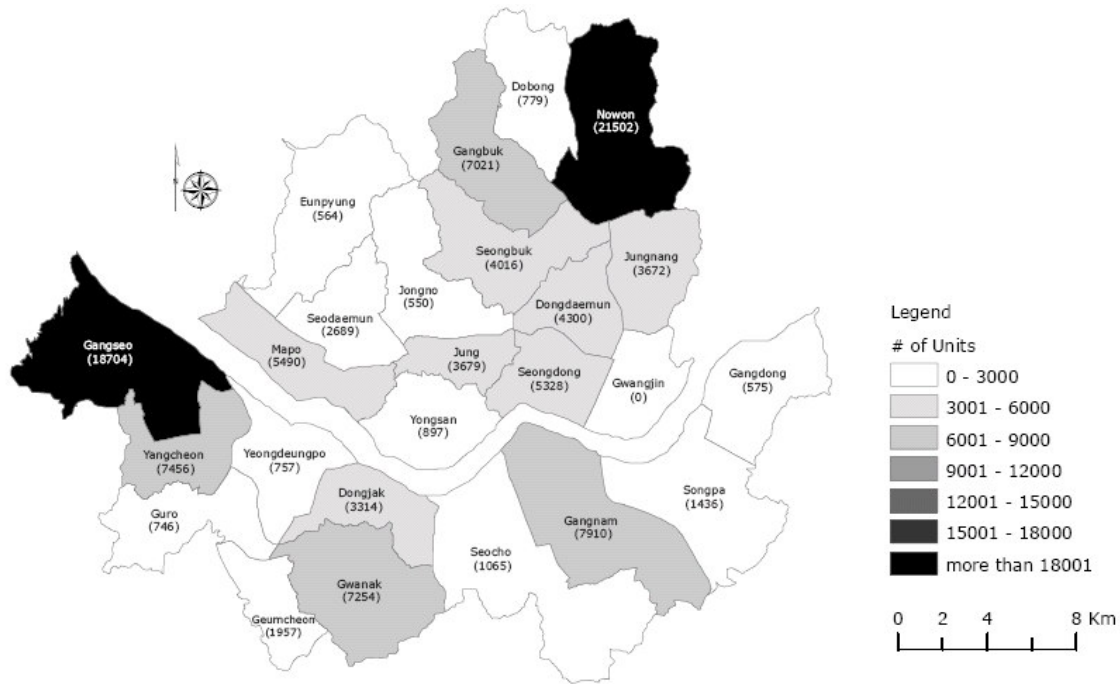 Dobong
(779)
Nowon
(21502)
Gangbuk
(7021)
Eunpyung
(564)
Seongbuk
(4016)
Jungnang
(3672)
Jongno
(550)
Dongdaemun
(4300)
Seodaemun
(2689)
Gangseo
(18704)
Mapo
(5490)
Jung
(3679)
Seongdong
(5328)
Gwangjin
(0)
Gangdong
(575)
Yongsan
(897)
Yangcheon
(7456)
Yeongdeungpo
(757)
Dongjak
(3314)
Songpa
(1436)
Guro
(746)
Gangnam
(7910)
Seocho
(1065)
Gwanak
(7254)
Geumcheon
(1957)
Legend
# of Units
0 - 3000
3001 - 6000
6001 - 9000
9001 - 12000
12001 - 15000
15001 - 18000
more than 18001
0 2 4 8 Km